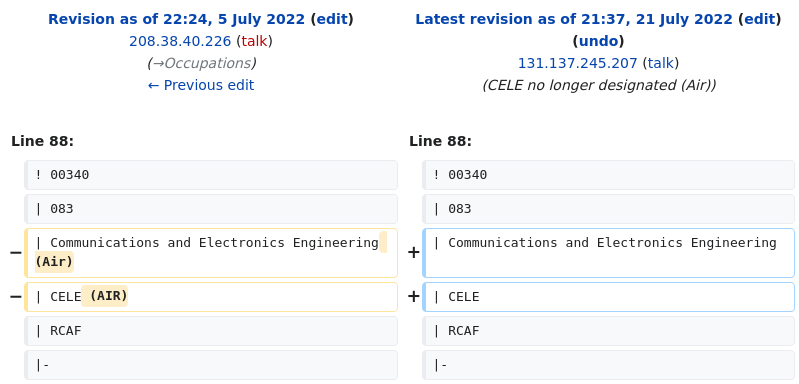 Revision as of 22:24, 5 July 2022 (edit)
208.38.40.226 (talk)
(→Occupations)
← Previous edit
Latest revision as of 21:37, 21 July 2022 (edit)
(undo)
131.137.245.207 (talk)
(CELE no longer designated (Air))
Line 88:
Line 88:
! 00340
! 00340
| 083
| 083
− | Communications and Electronics Engineering
(Air)
+ | Communications and Electronics Engineering
− | CELE (AIR)
+ | CELE
| RCAF
| RCAF
|-
|-